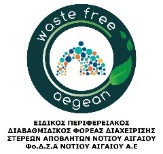 waste free
aegean
ΕΙΔΙΚΟΣ ΠΕΡΙΦΕΡΕΙΑΚΟΣ
ΔΙΑΒΑΘΜΙΔΙΚΟΣ ΦΟΡΕΑΣ ΔΙΑΧΕΙΡΙΣΗΣ
ΣΤΕΡΕΩΝ ΑΠΟΒΛΗΤΩΝ ΝΟΤΙΟΥ ΑΙΓΑΙΟΥ
Φο.Δ.Σ.Α ΝΟΤΙΟΥ ΑΙΓΑΙΟΥ Α.Ε